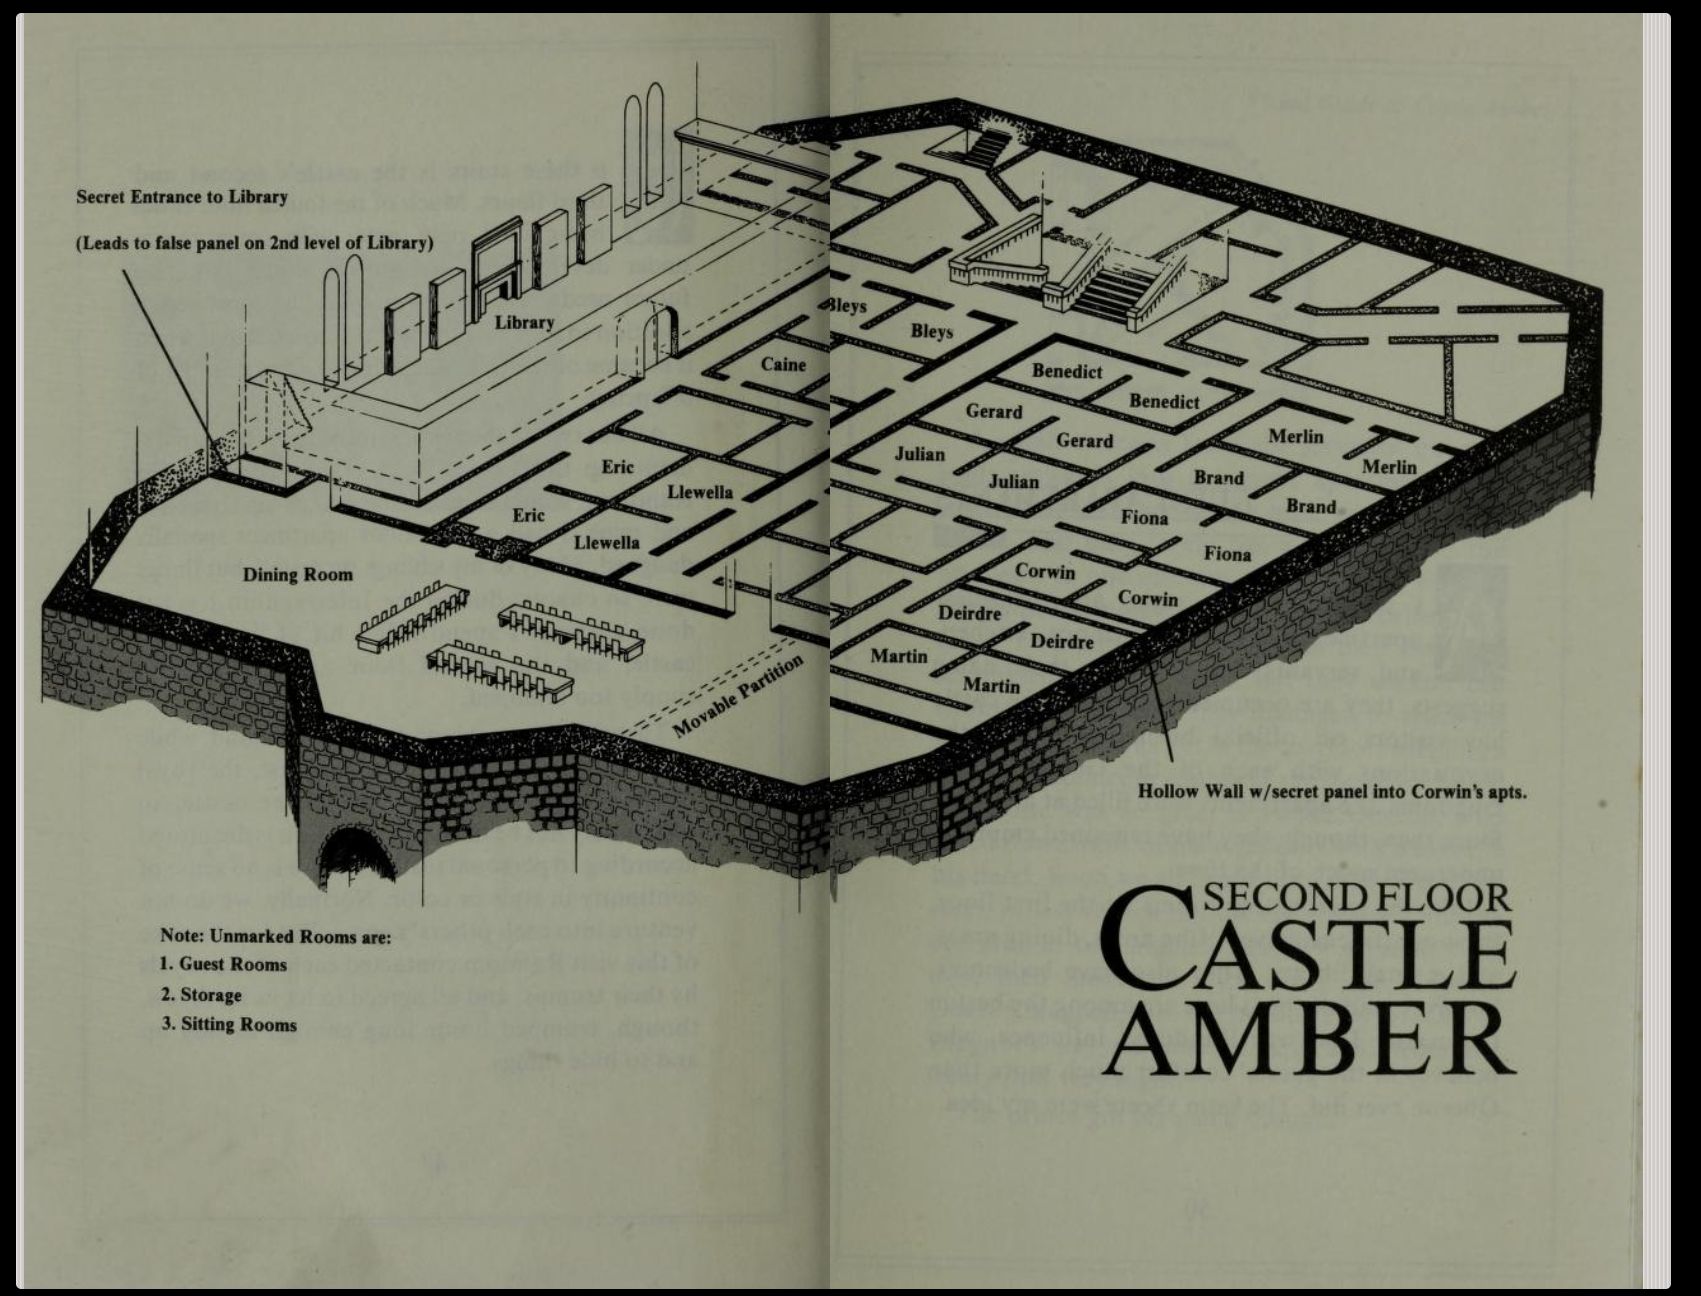 Secret Entrance to Library
(Leads to false panel on 2nd level of Library)
Library
Bleys
Bleys
Caine
Benedict
Benedict
Gerard
Gerard
Julian
Julian
Merlin
Merlin
Brand
Brand
Eric
Eric
Llewella
Llewella
Fiona
Fiona
Corwin
Corwin
Deirdre
Deirdre
Martin
Martin
Dining Room
Movable Partition
Hollow Wall w/secret panel into Corwin's apts.
SECOND FLOOR
CASTLE
AMBER
Note: Unmarked Rooms are:
1. Guest Rooms
2. Storage
3. Sitting Rooms